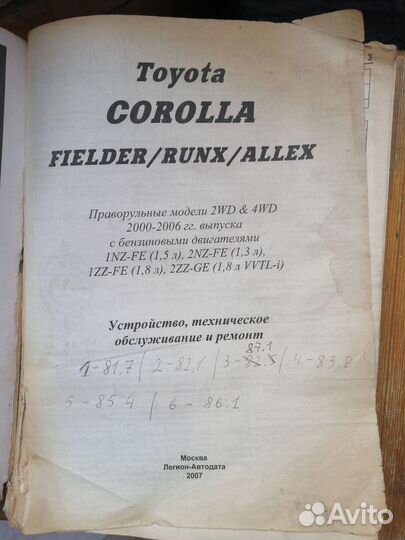 3
Toyota
COROLLA
FIELDER/RUNX/ALLEX
Праворульные модели 2WD & 4WD
2000-2006 гг. выпуска
с бензиновыми двигателями
1NZ-FE (1,5 л), 2NZ-FE (1,3 л),
1ZZ-FE (1,8 л), 2ZZ-GE (1,8 л VVTL-i)
Устройство, техническое
обслуживание и ремонт
87.1
1-81,7 / 2-82,1 / 3-82.5 / 4-83,8
5-85 4 / 6-86.1
Москва
Легион-Автодата
2007
Avito